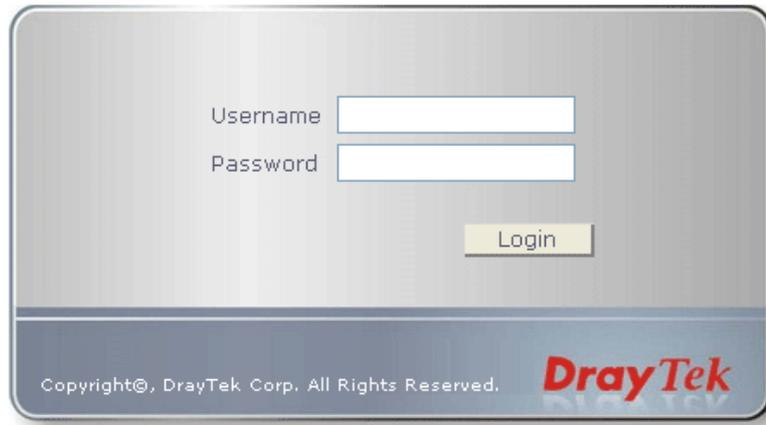 Username
Password
Login
Copyright©, DrayTek Corp. All Rights Reserved.
DrayTek